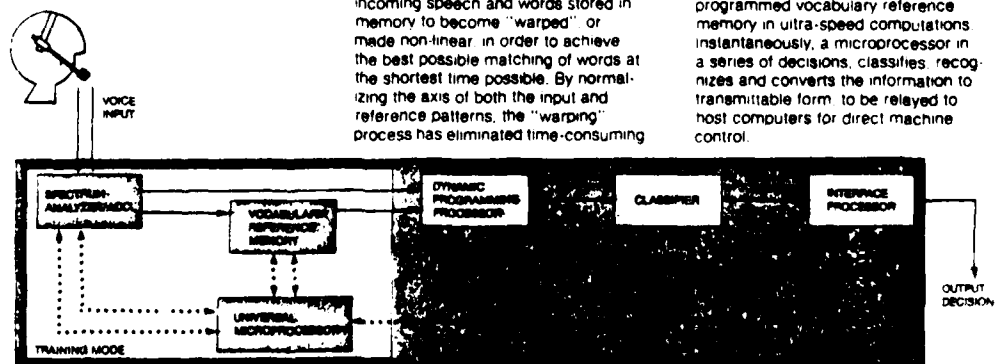 incoming speech and words stored in
memory to become "warped", or
made non-linear, in order to achieve
the best possible matching of words at
the shortest time possible. By normal-
izing the axis of both the input and
reference patterns, the "warping"
process has eliminated time-consuming
programmed vocabulary reference
memory in ultra-speed computations.
Instantaneously, a microprocessor in
a series of decisions, classifies, recog-
nizes and converts the information to
transmittable form, to be relayed to
host computers for direct machine
control.
VOICE
INPUT
SPECTRUM-
VOCABULARY
REFERENCE
MEMORY
UNIVERSAL
MICROPROCESSOR
TRAINING MODE
DYNAMIC
PROGRAMMING
PROCESSOR
CLASSIFIER
INTERFACE
PROCESSOR
OUTPUT
DECISION